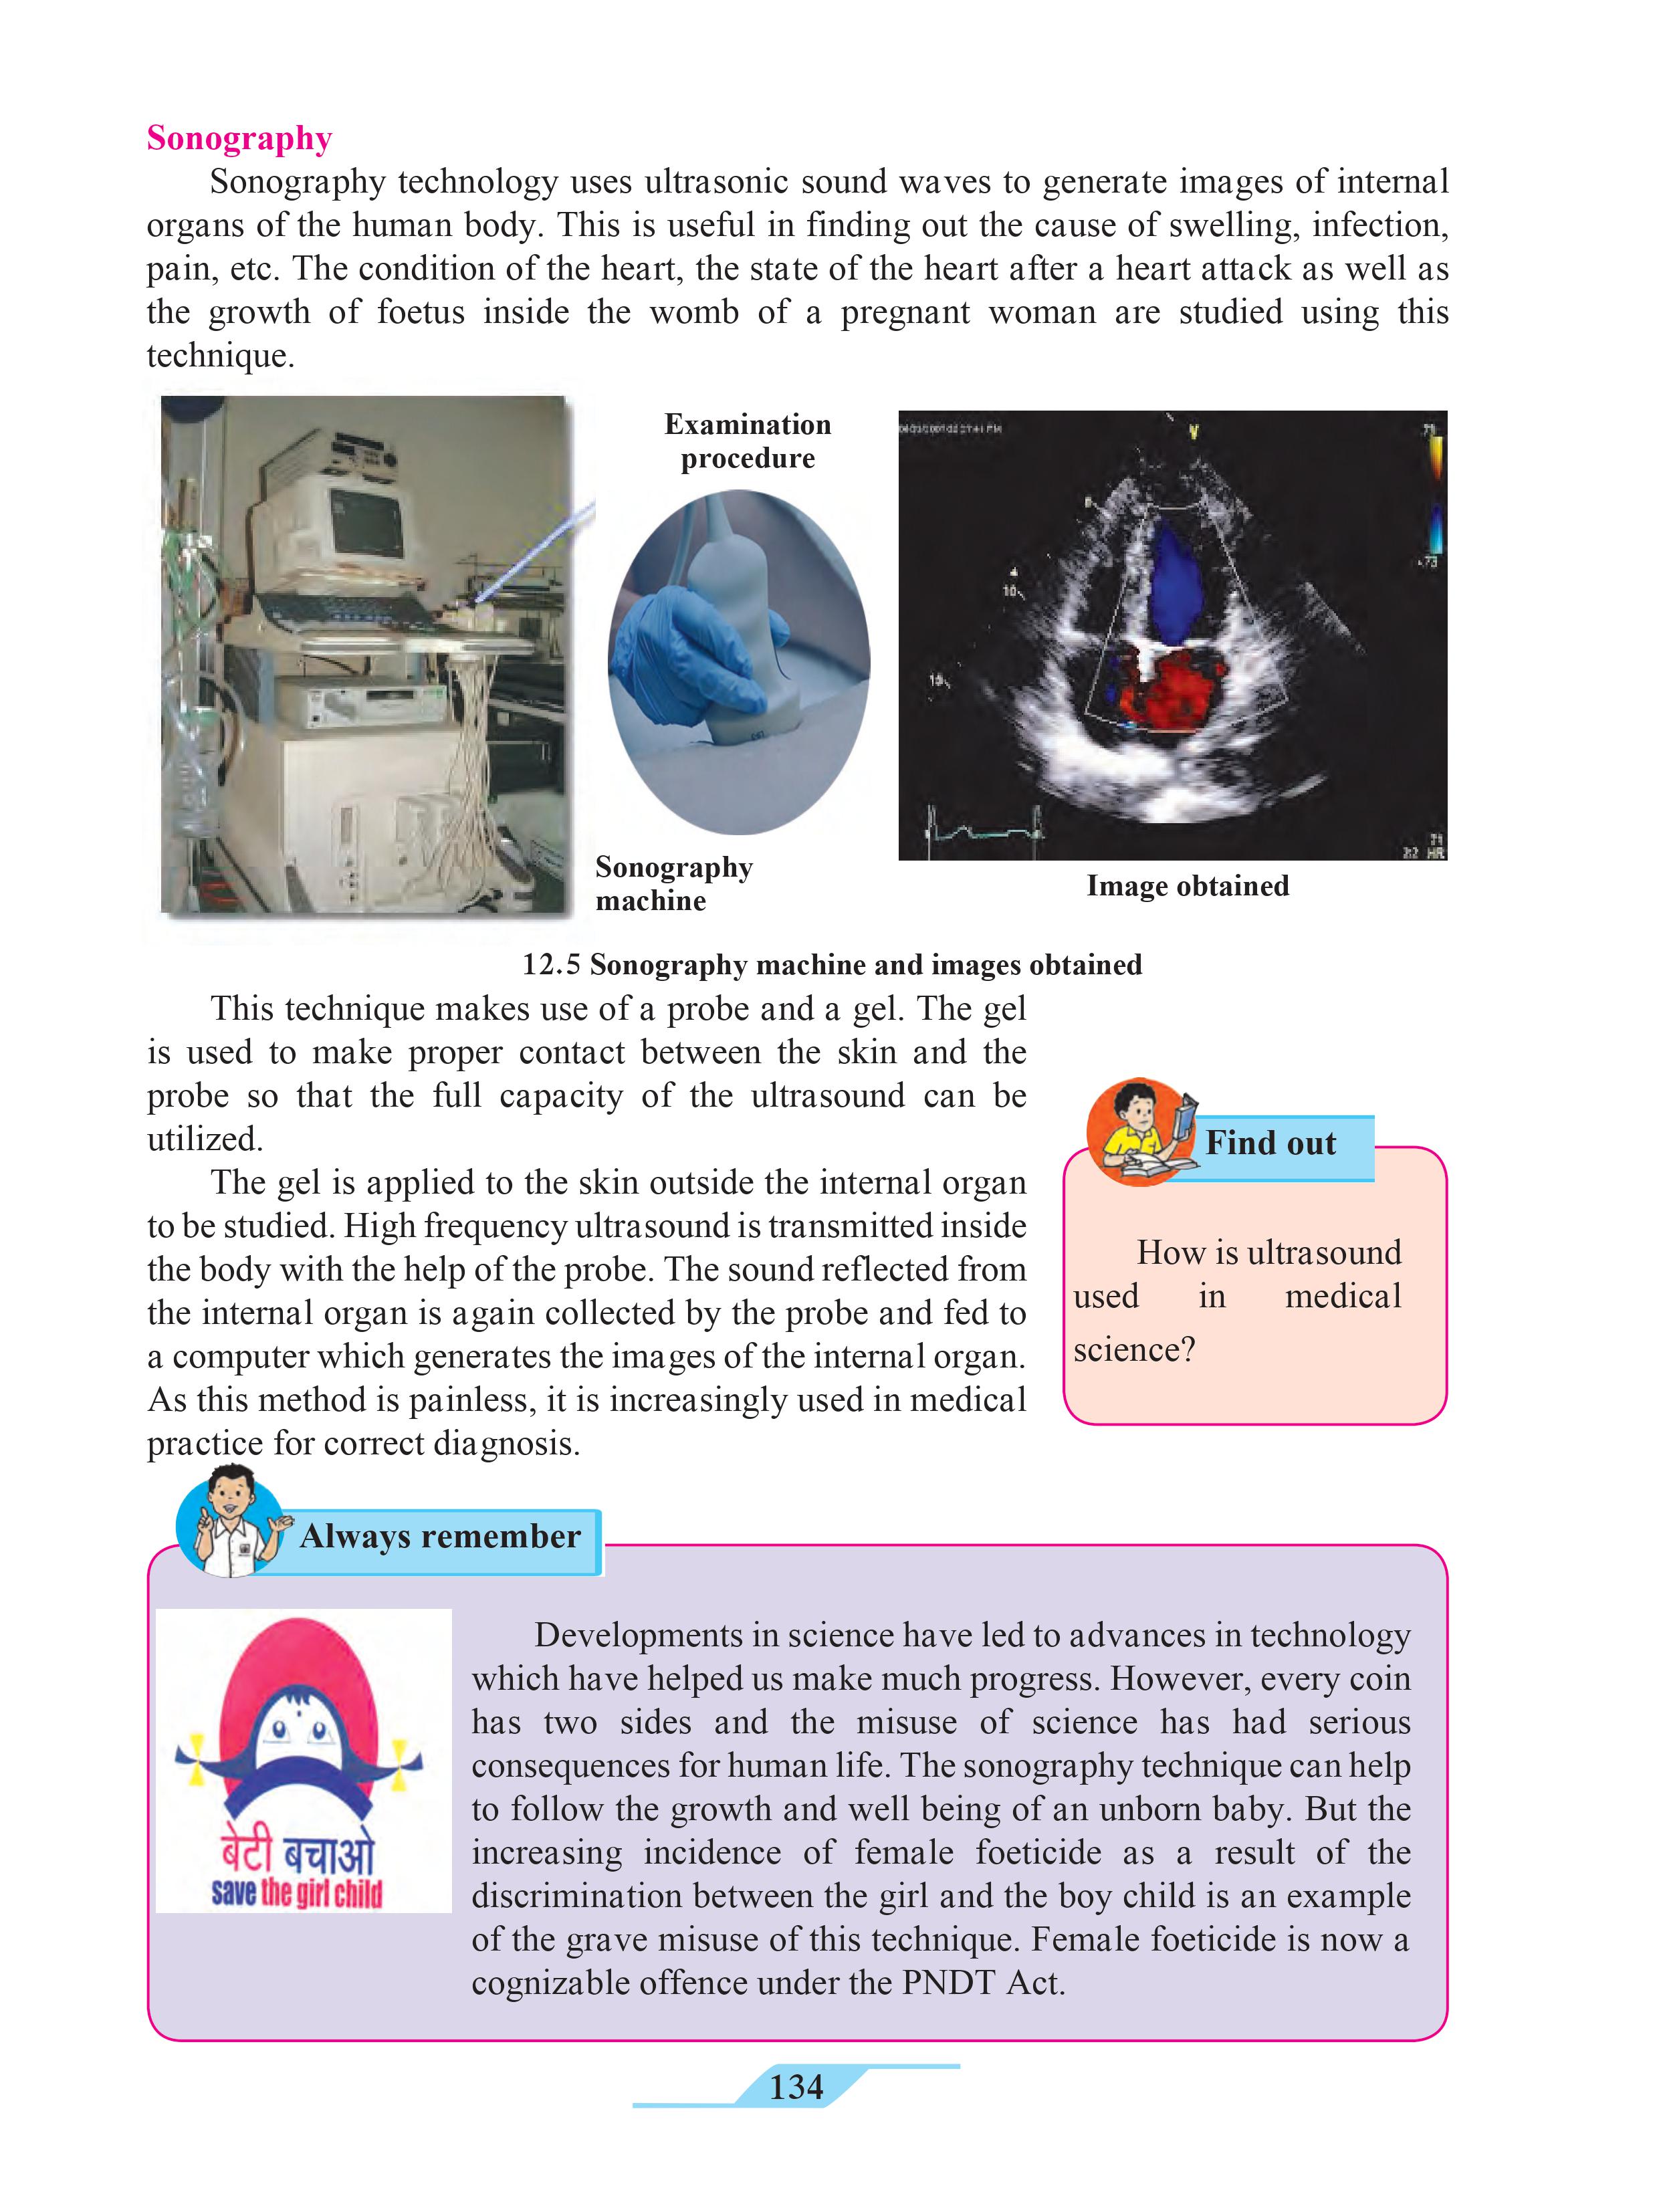 Sonography
Sonography technology uses ultrasonic sound waves to generate images of internal
organs of the human body. This is useful in finding out the cause of swelling, infection,
pain, etc. The condition of the heart, the state of the heart after a heart attack as well as
the growth of foetus inside the womb of a pregnant woman are studied using this
technique.
Examination
procedure
Sonography
machine
Image obtained
12.5 Sonography machine and images obtained
This technique makes use of a probe and a gel. The gel
is used to make proper contact between the skin and the
probe so that the full capacity of the ultrasound can be
utilized.
The gel is applied to the skin outside the internal organ
to be studied. High frequency ultrasound is transmitted inside
the body with the help of the probe. The sound reflected from
the internal organ is again collected by the probe and fed to
a computer which generates the images of the internal organ.
As this method is painless, it is increasingly used in medical
practice for correct diagnosis.
Find out
How is ultrasound
used in medical
science?
Always remember
बेटी बचाओ
save the girl child
Developments in science have led to advances in technology
which have helped us make much progress. However, every coin
has two sides and the misuse of science has had serious
consequences for human life. The sonography technique can help
to follow the growth and well being of an unborn baby. But the
increasing incidence of female foeticide as a result of the
discrimination between the girl and the boy child is an example
of the grave misuse of this technique. Female foeticide is now a
cognizable offence under the PNDT Act.
134